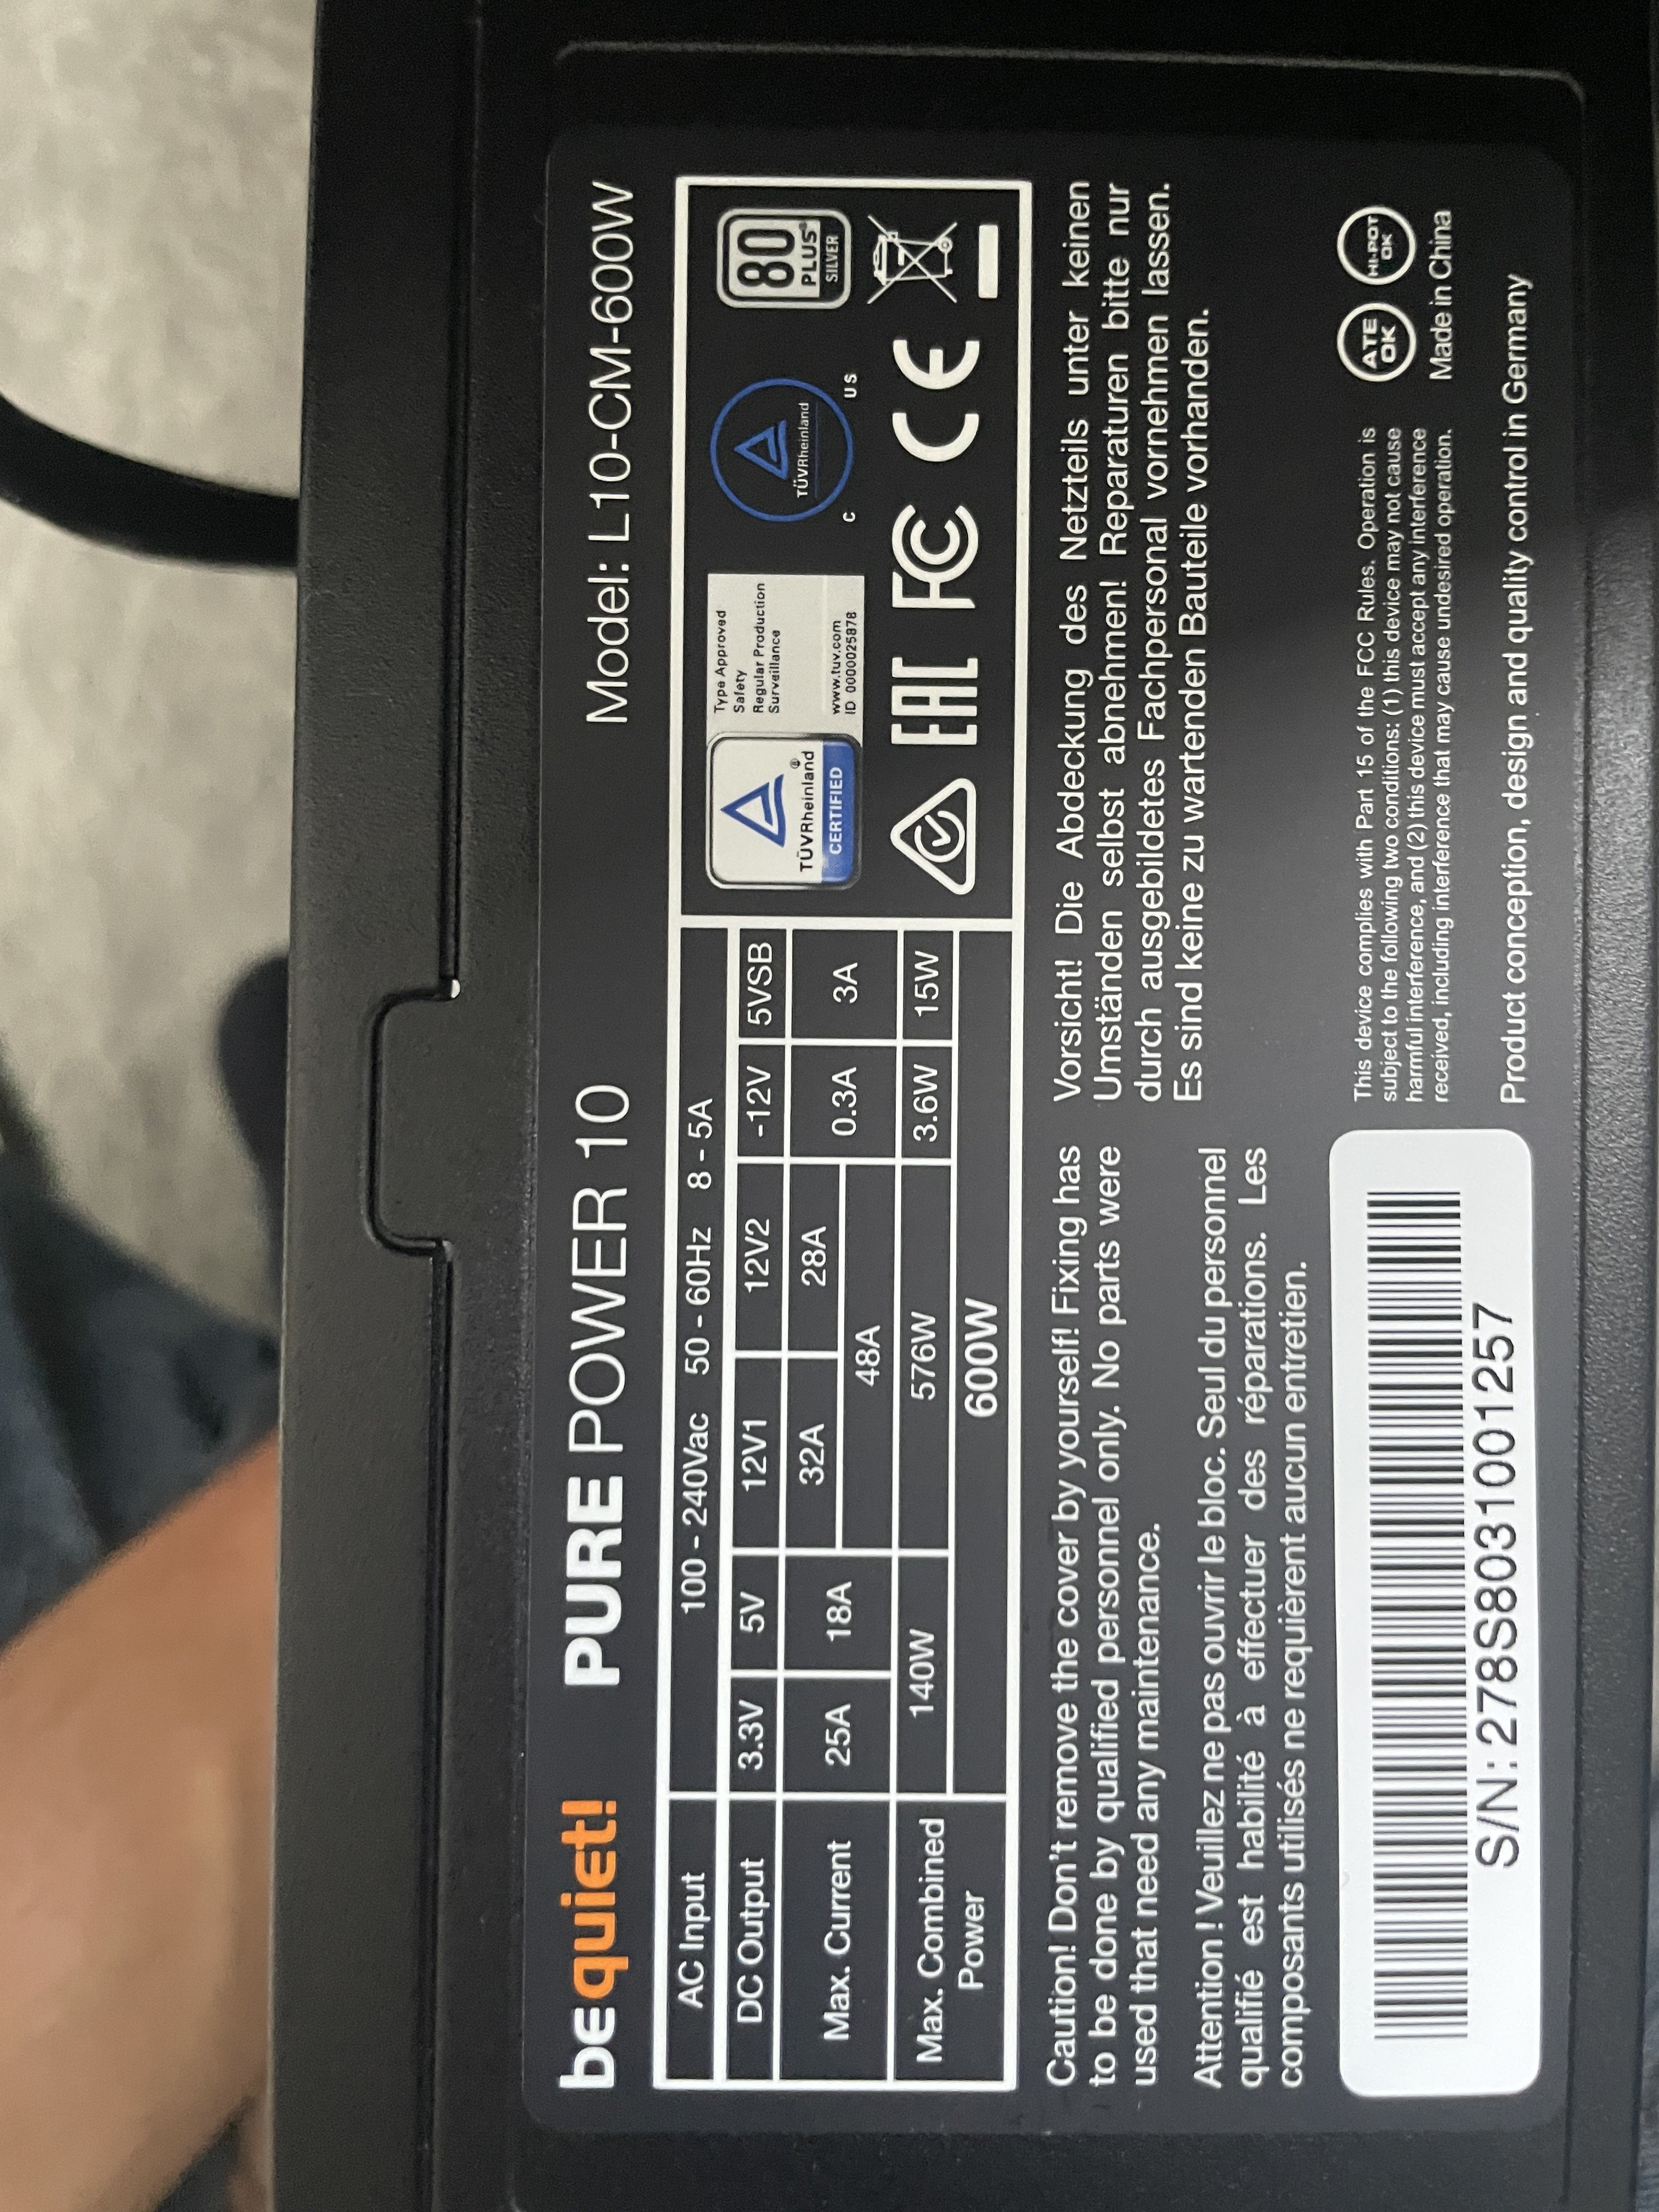 be quiet! PURE POWER 10 Model: L10-CM-600W
AC Input 100 - 240Vac 50 - 60Hz 8 - 5A
DC Output 3.3V 5V 12V1 12V2 -12V 5VSB
Max. Current 25A 18A 32A 28A 0.3A 3A
48A
Max. Combined Power 140W 576W 3.6W 15W
600W
TÜVRheinland®
CERTIFIED
Type Approved
Safety
Regular Production
Surveillance
www.tuv.com
ID 0000025878
TÜVRheinland
C US
80
PLUS®
SILVER
EAC FC CE
Caution! Don't remove the cover by yourself! Fixing has
to be done by qualified personnel only. No parts were
used that need any maintenance.
Attention ! Veuillez ne pas ouvrir le bloc. Seul du personnel
qualifié est habilité à effectuer des réparations. Les
composants utilisés ne requièrent aucun entretien.
Vorsicht! Die Abdeckung des Netzteils unter keinen
Umständen selbst abnehmen! Reparaturen bitte nur
durch ausgebildetes Fachpersonal vornehmen lassen.
Es sind keine zu wartenden Bauteile vorhanden.
S/N: 278S8031001257
This device complies with Part 15 of the FCC Rules. Operation is
subject to the following two conditions: (1) this device may not cause
harmful interference, and (2) this device must accept any interference
received, including interference that may cause undesired operation.
ATE
OK
HI-POT
OK
Made in China
Product conception, design and quality control in Germany